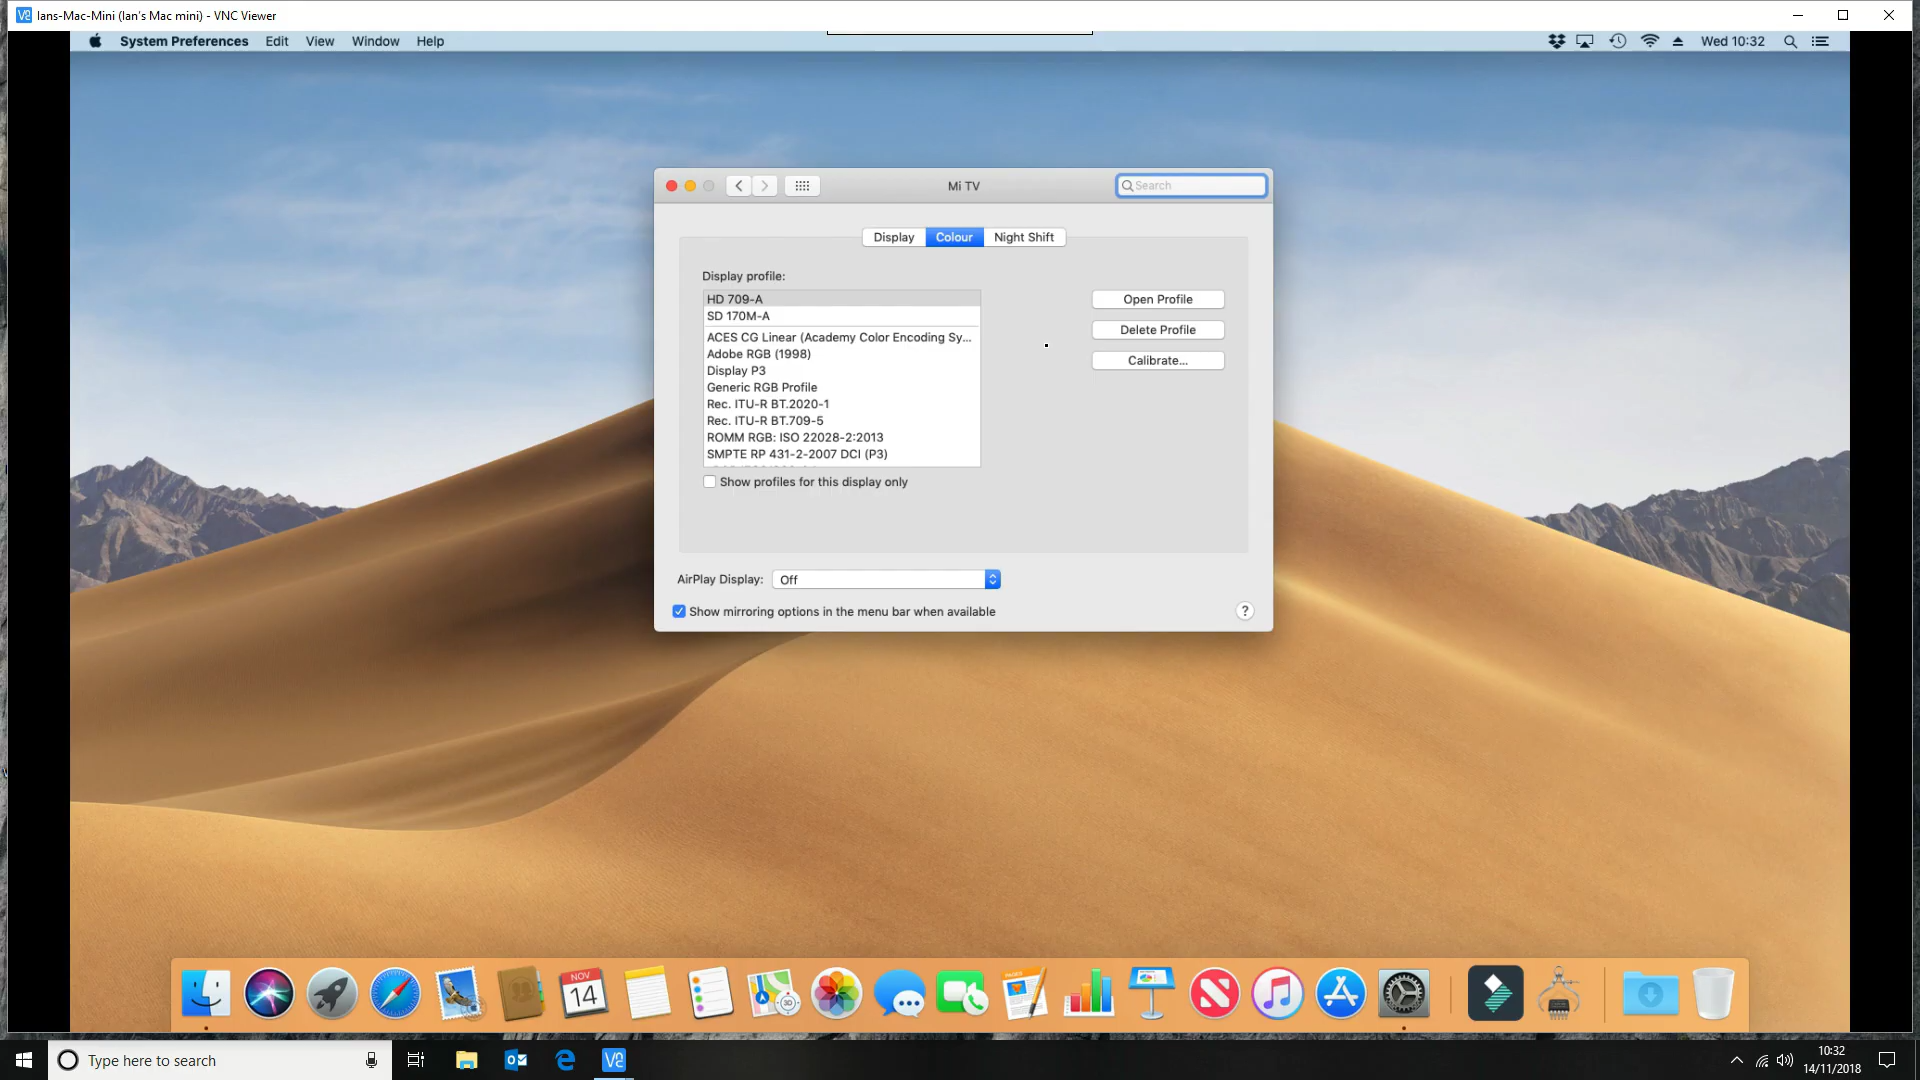 Ians-Mac-Mini (Ian's Mac mini) - VNC Viewer
System Preferences Edit View Window Help
Wed 10:32
Mi TV
Search
Display Colour Night Shift
Display profile:
HD 709-A
SD 170M-A
ACES CG Linear (Academy Color Encoding Sy...
Adobe RGB (1998)
Display P3
Generic RGB Profile
Rec. ITU-R BT.2020-1
Rec. ITU-R BT.709-5
ROMM RGB: ISO 22028-2:2013
SMPTE RP 431-2-2007 DCI (P3)
Open Profile
Delete Profile
Calibrate...
Show profiles for this display only
AirPlay Display: Off
Show mirroring options in the menu bar when available
?
NOV
14
3D
PAGES
Type here to search
10:32
14/11/2018